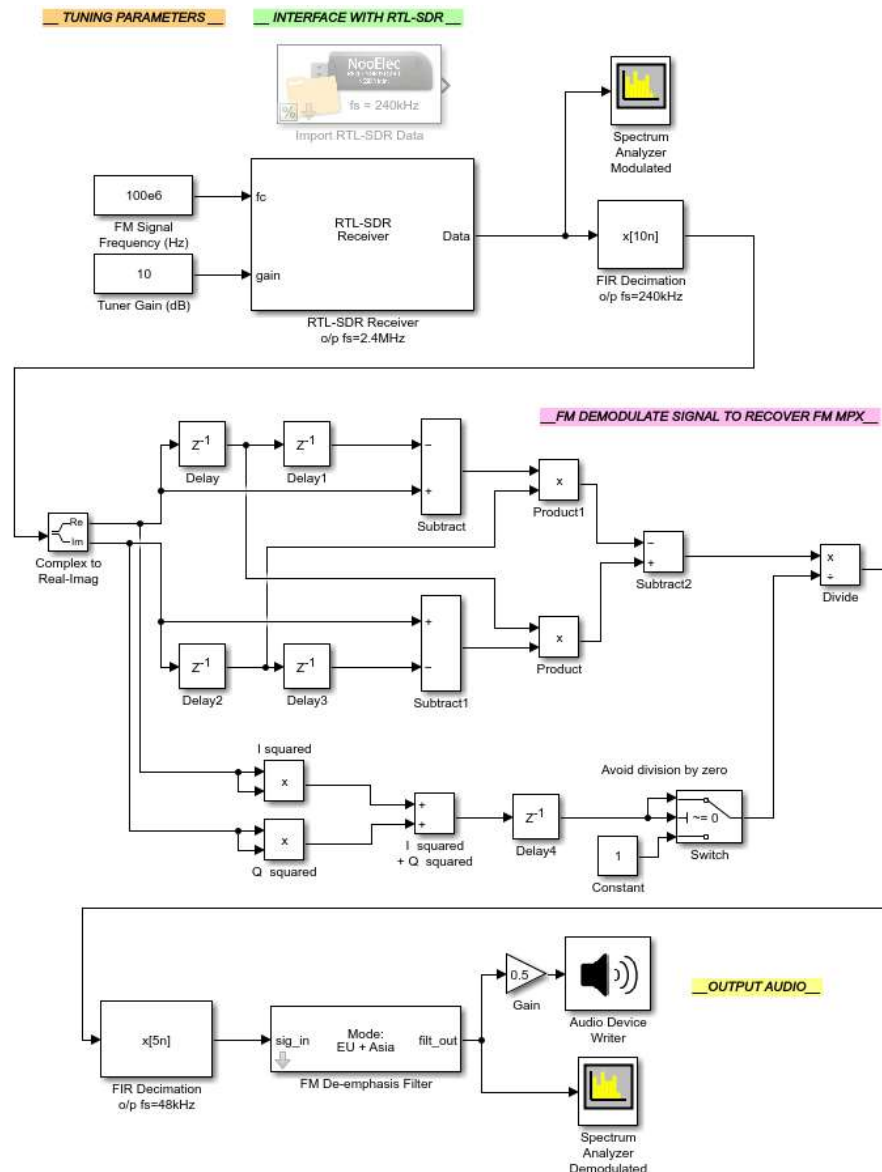 __ TUNING PARAMETERS __
__ INTERFACE WITH RTL-SDR __
NooElec
fs = 240kHz
%
Import RTL-SDR Data
Spectrum
Analyzer
Modulated
100e6
FM Signal
Frequency (Hz)
10
Tuner Gain (dB)
fc
gain
RTL-SDR
Receiver
Data
RTL-SDR Receiver
o/p fs=2.4MHz
x[10n]
FIR Decimation
o/p fs=240kHz
__FM DEMODULATE SIGNAL TO RECOVER FM MPX__
Z-1
Delay
Z-1
Delay1
−
+
Subtract
x
Product1
Re
Im
Complex to
Real-Imag
−
+
Subtract2
x
÷
Divide
Z-1
Delay2
Z-1
Delay3
+
−
Subtract1
x
Product
I squared
x
x
Q squared
+
+
I squared
+ Q squared
Z-1
Delay4
Avoid division by zero
~= 0
Switch
1
Constant
x[5n]
FIR Decimation
o/p fs=48kHz
sig_in
Mode:
EU + Asia
filt_out
FM De-emphasis Filter
0.5
Gain
Audio Device
Writer
__OUTPUT AUDIO__
Spectrum
Analyzer
Demodulated